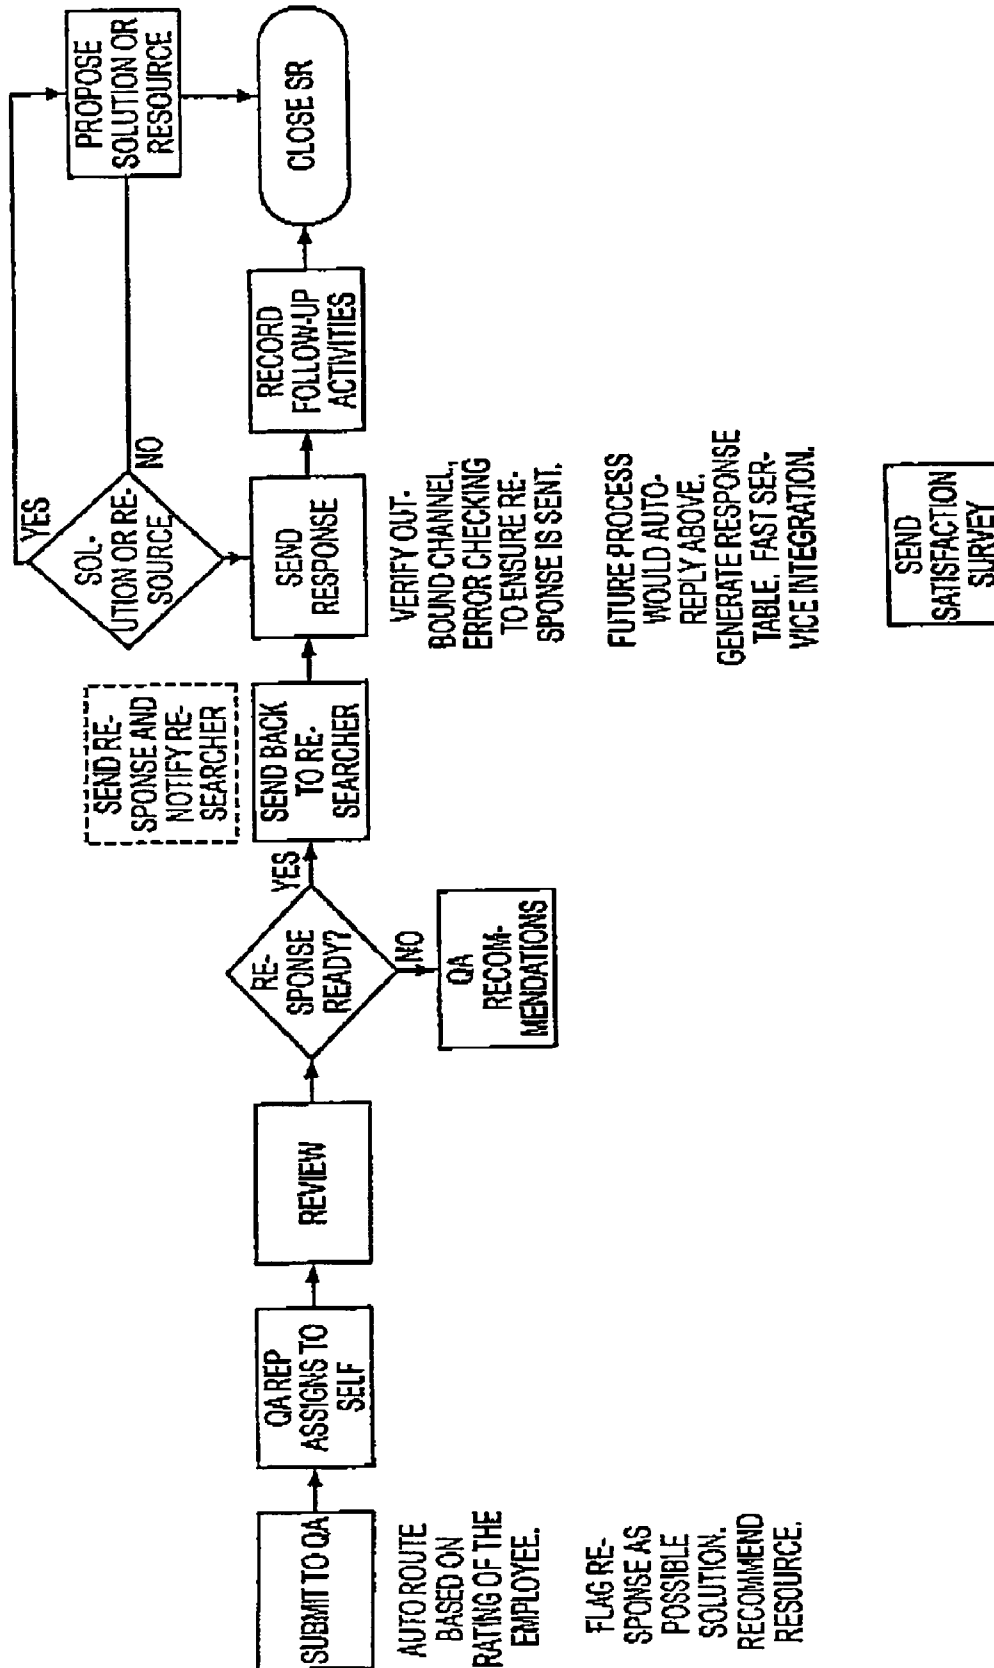 SUBMIT TO QA
AUTO ROUTE
BASED ON
RATING OF THE
EMPLOYEE.
FLAG RE-
SPONSE AS
POSSIBLE
SOLUTION.
RECOMMEND
RESOURCE.
QA REP
ASSIGNS TO
SELF
REVIEW
RE-
SPONSE
READY?
YES
NO
QA
RECOM-
MENDATIONS
SEND RE-
SPONSE AND
NOTIFY RE-
SEARCHER
SEND BACK
TO RE-
SEARCHER
SOL-
UTION OR RE-
SOURCE
YES
NO
SEND
RESPONSE
VERIFY OUT-
BOUND CHANNEL,
ERROR CHECKING
TO ENSURE RE-
SPONSE IS SENT.
FUTURE PROCESS
WOULD AUTO-
REPLY ABOVE.
GENERATE RESPONSE
TABLE. FAST SER-
VICE INTEGRATION.
SEND
SATISFACTION
SURVEY
RECORD
FOLLOW-UP
ACTIVITIES
PROPOSE
SOLUTION OR
RESOURCE
CLOSE SR